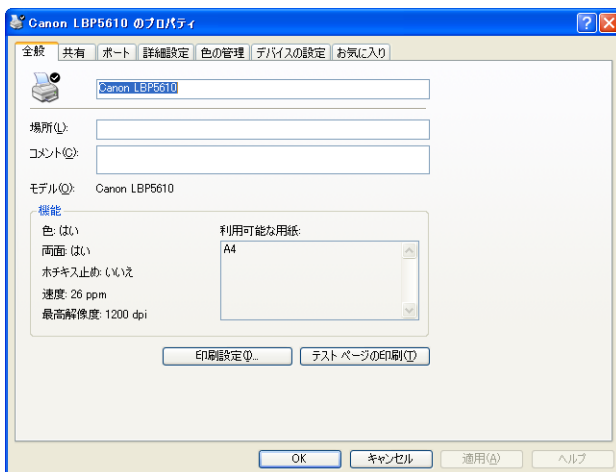 Canon LBP5610 のプロパティ
全般 共有 ポート 詳細設定 色の管理 デバイスの設定 お気に入り
Canon LBP5610
場所(L):
コメント(C):
モデル(O): Canon LBP5610
機能
色: はい 利用可能な用紙:
両面: はい A4
ホチキス止め: いいえ
速度: 26 ppm
最高解像度: 1200 dpi
印刷設定(I)... テスト ページの印刷(T)
OK キャンセル 適用(A) ヘルプ